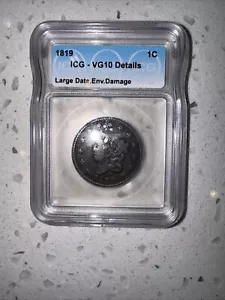 1819 1C
ICG - VG10 Details
Large Date.Env.Damage